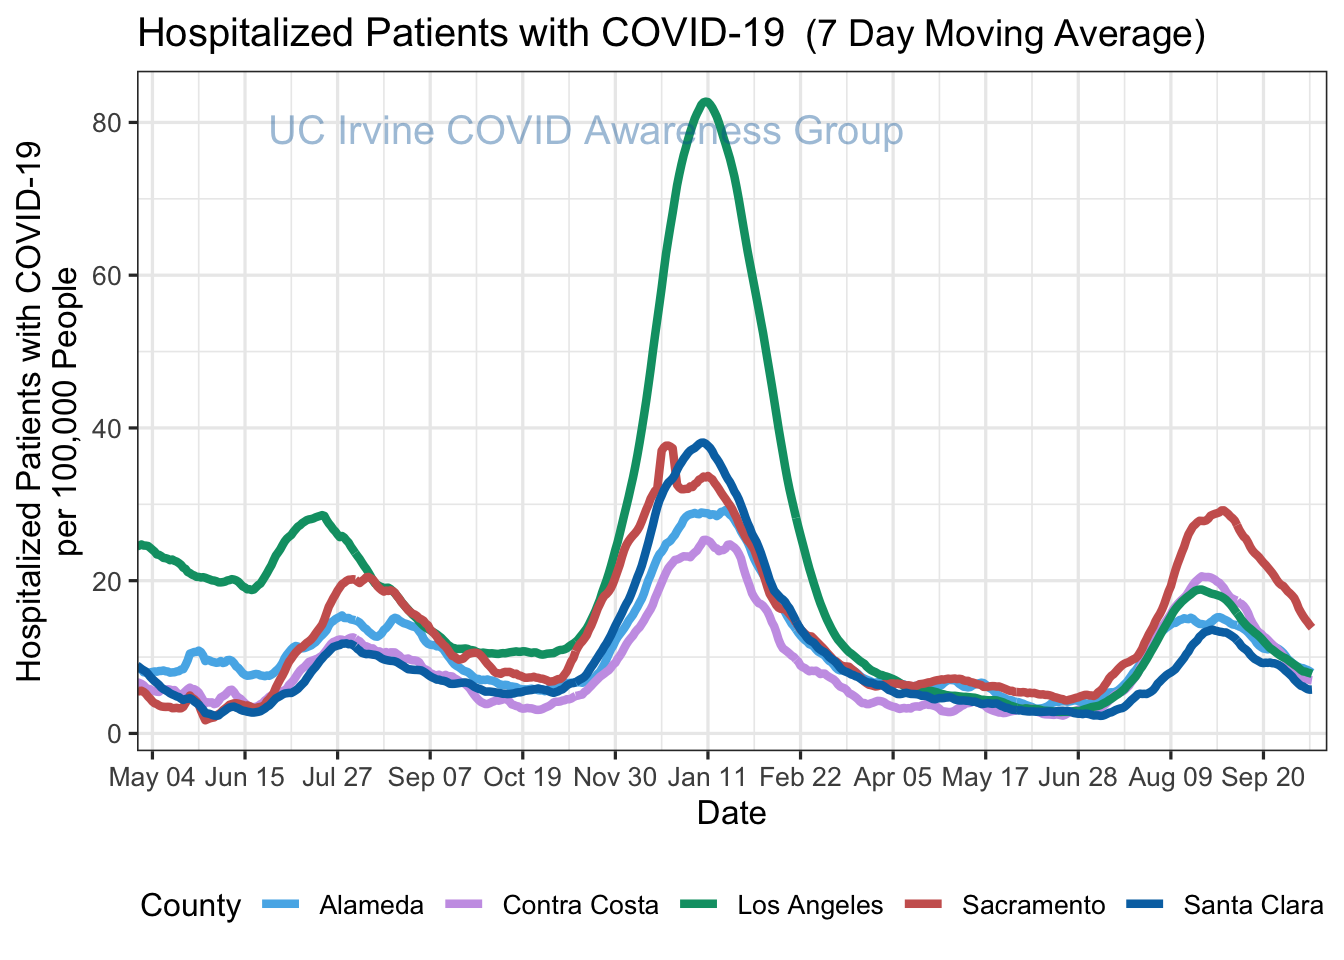 Hospitalized Patients with COVID-19 (7 Day Moving Average)
UC Irvine COVID Awareness Group
Hospitalized Patients with COVID-19
per 100,000 People
80
60
40
20
0
May 04 Jun 15 Jul 27 Sep 07 Oct 19 Nov 30 Jan 11 Feb 22 Apr 05 May 17 Jun 28 Aug 09 Sep 20
Date
County Alameda Contra Costa Los Angeles Sacramento Santa Clara